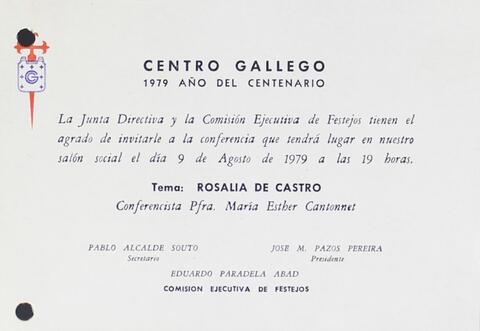 CENTRO GALLEGO
1979 AÑO DEL CENTENARIO
La Junta Directiva y la Comisión Ejecutiva de Festejos tienen el
agrado de invitarle a la conferencia que tendrá lugar en nuestro
salón social el día 9 de Agosto de 1979 a las 19 horas.
Tema: ROSALIA DE CASTRO
Conferencista Pfra. María Esther Cantonnet
PABLO ALCALDE SOUTO
Secretario
JOSE M. PAZOS PEREIRA
Presidente
EDUARDO PARADELA ABAD
COMISION EJECUTIVA DE FESTEJOS